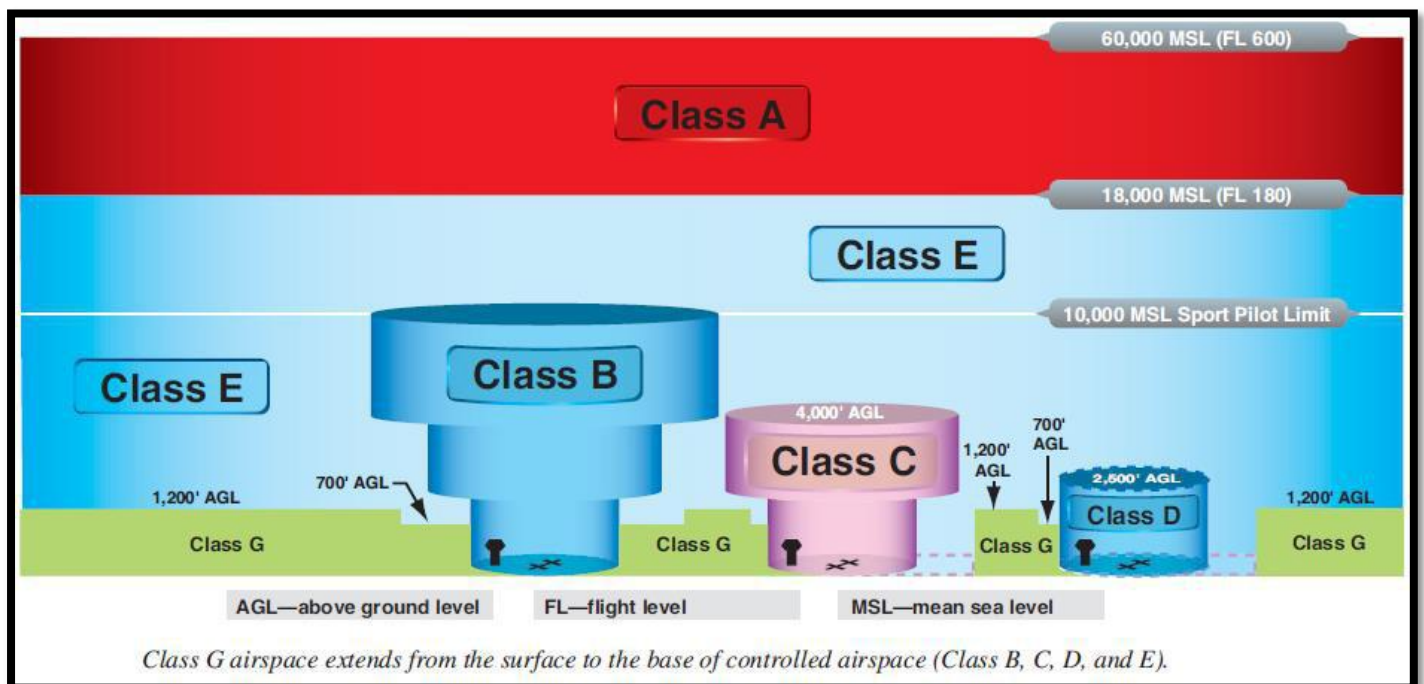 60,000 MSL (FL 600)
Class A
18,000 MSL (FL 180)
Class E
10,000 MSL Sport Pilot Limit
Class B
Class E
4,000' AGL
700'
AGL
Class C
1,200'
AGL
700' AGL
2,500' AGL
1,200' AGL
1,200' AGL
Class D
Class G
Class G
Class G
Class G
AGL—above ground level
FL—flight level
MSL—mean sea level
Class G airspace extends from the surface to the base of controlled airspace (Class B, C, D, and E).